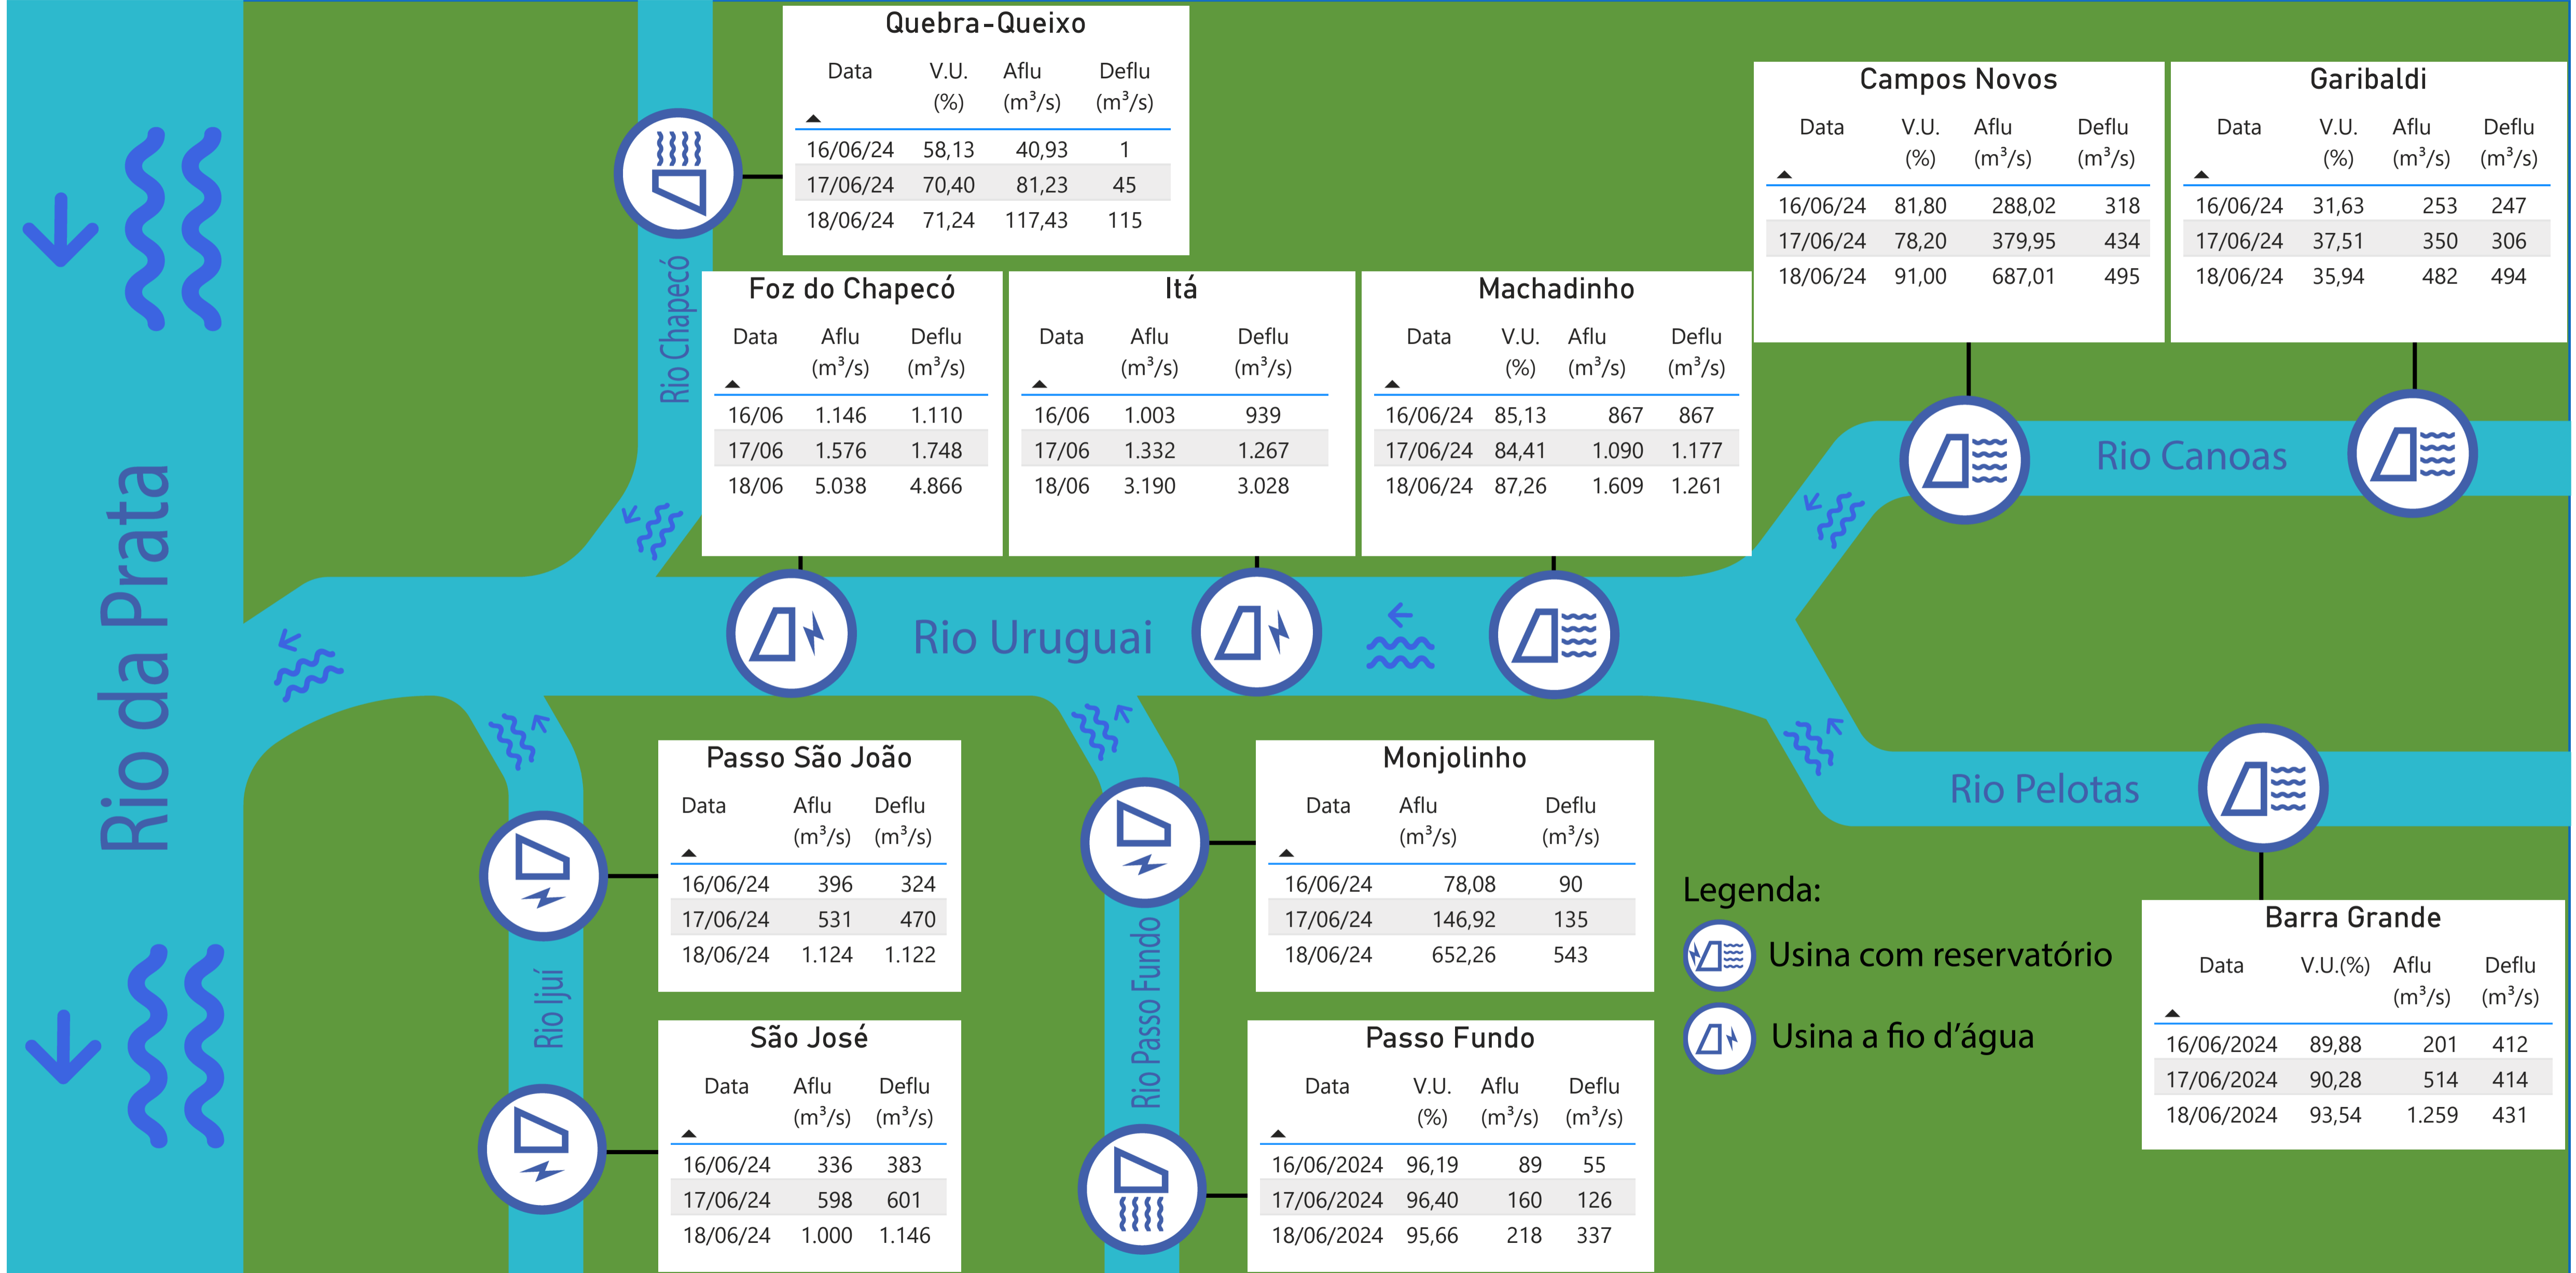 Quebra-Queixo
Data V.U. (%) Aflu (m³/s) Deflu (m³/s)
16/06/24 58,13 40,93 1
17/06/24 70,40 81,23 45
18/06/24 71,24 117,43 115
Campos Novos
Data V.U. (%) Aflu (m³/s) Deflu (m³/s)
16/06/24 81,80 288,02 318
17/06/24 78,20 379,95 434
18/06/24 91,00 687,01 495
Garibaldi
Data V.U. (%) Aflu (m³/s) Deflu (m³/s)
16/06/24 31,63 253 247
17/06/24 37,51 350 306
18/06/24 35,94 482 494
Rio Chapecó
Foz do Chapecó
Data Aflu (m³/s) Deflu (m³/s)
16/06 1.146 1.110
17/06 1.576 1.748
18/06 5.038 4.866
Itá
Data Aflu (m³/s) Deflu (m³/s)
16/06 1.003 939
17/06 1.332 1.267
18/06 3.190 3.028
Machadinho
Data V.U. (%) Aflu (m³/s) Deflu (m³/s)
16/06/24 85,13 867 867
17/06/24 84,41 1.090 1.177
18/06/24 87,26 1.609 1.261
Rio Canoas
Rio da Prata
Rio Uruguai
Rio Pelotas
Passo São João
Data Aflu (m³/s) Deflu (m³/s)
16/06/24 396 324
17/06/24 531 470
18/06/24 1.124 1.122
Monjolinho
Data Aflu (m³/s) Deflu (m³/s)
16/06/24 78,08 90
17/06/24 146,92 135
18/06/24 652,26 543
Rio Ijuí
Rio Passo Fundo
Legenda:
Usina com reservatório
Usina a fio d’água
Barra Grande
Data V.U.(%) Aflu (m³/s) Deflu (m³/s)
16/06/2024 89,88 201 412
17/06/2024 90,28 514 414
18/06/2024 93,54 1.259 431
São José
Data Aflu (m³/s) Deflu (m³/s)
16/06/24 336 383
17/06/24 598 601
18/06/24 1.000 1.146
Passo Fundo
Data V.U. (%) Aflu (m³/s) Deflu (m³/s)
16/06/2024 96,19 89 55
17/06/2024 96,40 160 126
18/06/2024 95,66 218 337